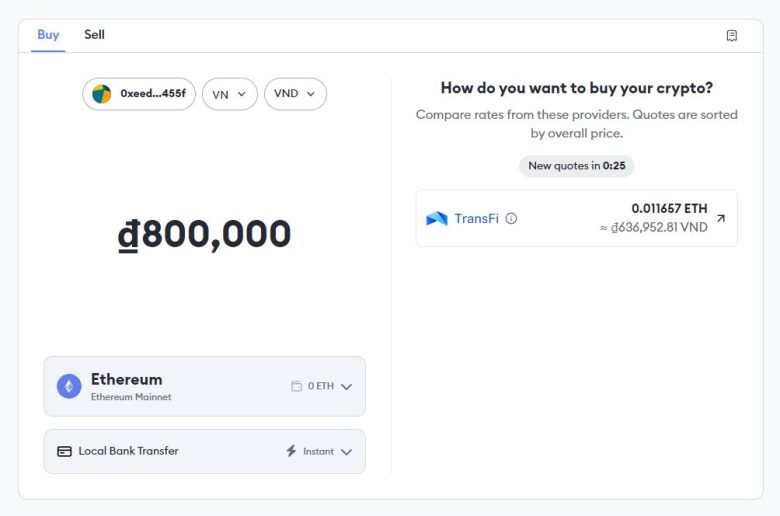 Buy
Sell
0xeed...455f
VN
VND
₫800,000
Ethereum
Ethereum Mainnet
0 ETH
Local Bank Transfer
Instant
How do you want to buy your crypto?
Compare rates from these providers. Quotes are sorted
by overall price.
New quotes in 0:25
TransFi
0.011657 ETH
≈ ₫636,952.81 VND